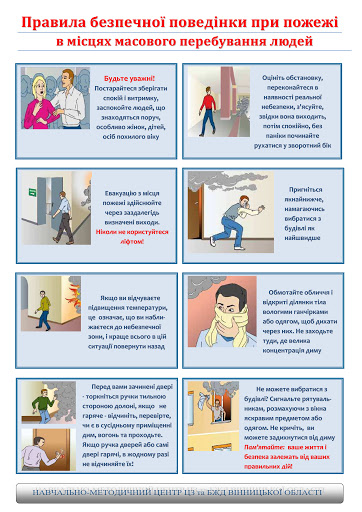 Правила безпечної поведінки при пожежі
в місцях масового перебування людей
Будьте уважні!
Постарайтеся зберігати
спокій і витримку,
заспокойте людей, що
знаходяться поруч,
особливо жінок, дітей,
осіб похилого віку
Оцініть обстановку,
переконайтеся в
наявності реальної
небезпеки, з'ясуйте,
звідки вона виходить,
потім спокійно, без
паніки починайте
рухатися у зворотний бік
Евакуацію з місця
пожежі здійснюйте
через заздалегідь
визначені виходи.
Ніколи не користуйтеся
ліфтом!
Пригніться
якнайнижче,
намагаючись
вибратися з
будівлі як
найшвидше
Якщо ви відчуваєте
підвищення температури,
це означає, що ви набли-
жаєтеся до небезпечної
зони, і краще всього в цій
ситуації повернути назад
Обмотайте обличчя і
відкриті ділянки тіла
вологими ганчірками
або одягом, щоб дихати
через них. Не заходьте
туди, де велика
концентрація диму
Перед вами зачинені двері
- торкніться ручки тильною
стороною долоні, якщо не
гаряче - відчиніть, перевірте,
чи є в сусідньому приміщенні
дим, вогонь та проходьте.
Якщо ручка дверей або самі
двері гарячі, в жодному разі
не відчиняйте їх!
Не можете вибратися з
будівлі? Сигнальте рятуваль-
никам, розмахуючи з вікна
яскравим предметом або
одягом. Не кричіть, ви
можете задихнутися від диму
Пам'ятайте: ваше життя і
безпека залежать від ваших
правильних дій!
НАВЧАЛЬНО-МЕТОДИЧНИЙ ЦЕНТР ЦЗ та БЖД ВІННИЦЬКОЇ ОБЛАСТІ